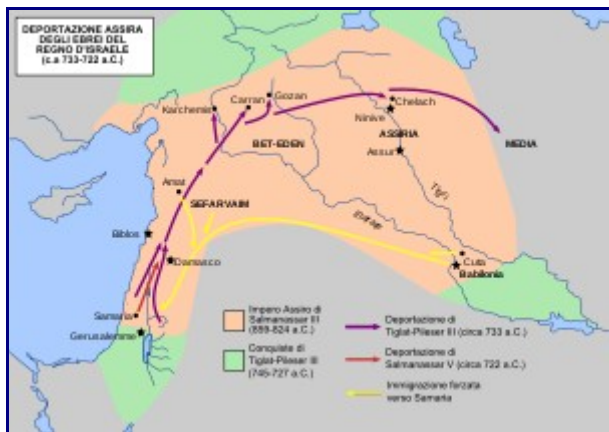 DEPORTAZIONE ASSIRA
DEGLI EBREI DEL
REGNO D'ISRAELE
(c.a 733-722 a.C.)
Karchemish
Carran
Gozan
Chelach
Ninive
ASSIRIA
BET-EDEN
Assur
MEDIA
Amat
SEFARVAIM
Tigri
Eufrate
Biblos
Damasco
Cuta
Babilonia
Samaria
Gerusalemme
Impero Assiro di
Salmanassar III
(859-824 a.C.)
Conquiste di
Tiglat-Pileser III
(745-727 a.C.)
Deportazione di
Tiglat-Pileser III (circa 733 a.C.)
Deportazione di
Salmanassar V (circa 722 a.C.)
Immigrazione forzata
verso Samaria